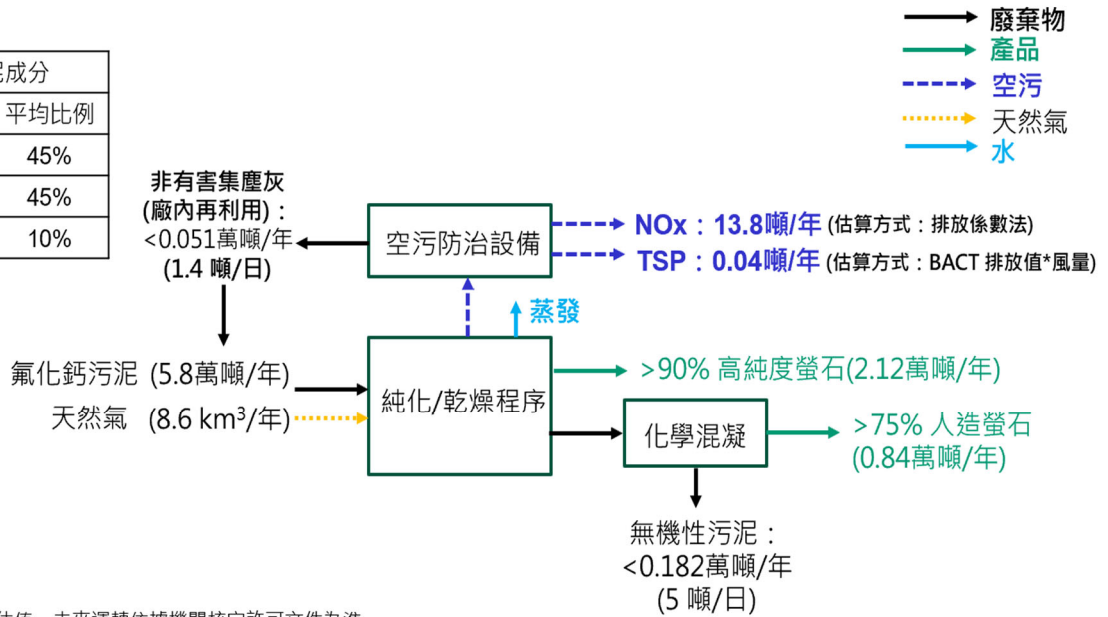 廢棄物
產品
空污
天然氣
水
成分
平均比例
45%
45%
10%
非有害集塵灰
(廠內再利用)：
<0.051萬噸/年
(1.4 噸/日)
空污防治設備
NOx：13.8噸/年 (估算方式：排放係數法)
TSP：0.04噸/年 (估算方式：BACT 排放值*風量)
蒸發
氟化鈣污泥 (5.8萬噸/年)
天然氣 (8.6 km³/年)
純化/乾燥程序
>90% 高純度螢石(2.12萬噸/年)
化學混凝
>75% 人造螢石
(0.84萬噸/年)
無機性污泥：
<0.182萬噸/年
(5 噸/日)